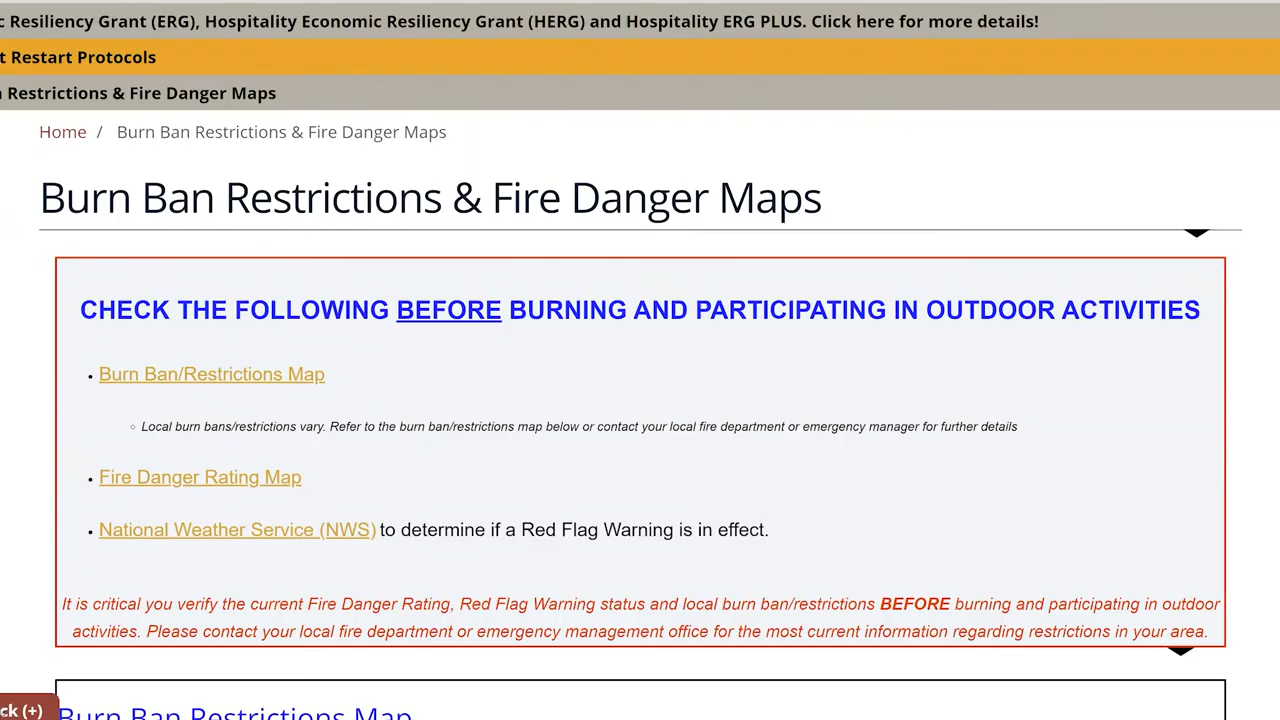 Resiliency Grant (ERG), Hospitality Economic Resiliency Grant (HERG) and Hospitality ERG PLUS. Click here for more details!
Restart Protocols
Restrictions & Fire Danger Maps
Home / Burn Ban Restrictions & Fire Danger Maps
Burn Ban Restrictions & Fire Danger Maps
CHECK THE FOLLOWING BEFORE BURNING AND PARTICIPATING IN OUTDOOR ACTIVITIES
• Burn Ban/Restrictions Map
◦ Local burn bans/restrictions vary. Refer to the burn ban/restrictions map below or contact your local fire department or emergency manager for further details
• Fire Danger Rating Map
• National Weather Service (NWS) to determine if a Red Flag Warning is in effect.
It is critical you verify the current Fire Danger Rating, Red Flag Warning status and local burn ban/restrictions BEFORE burning and participating in outdoor
activities. Please contact your local fire department or emergency management office for the most current information regarding restrictions in your area.
Burn Ban Restrictions Map
(+)